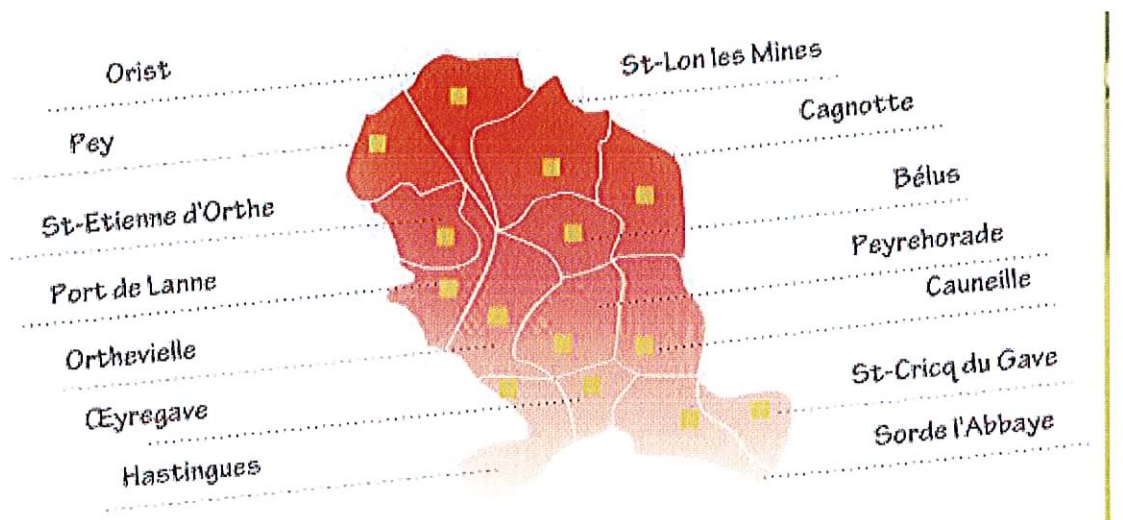 Orist
Pey
St-Etienne d'Orthe
Port de Lanne
Orthevielle
Œyregave
Hastingues
St-Lon les Mines
Cagnotte
Bélus
Peyrehorade
Cauneille
St-Cricq du Gave
Sorde l'Abbaye